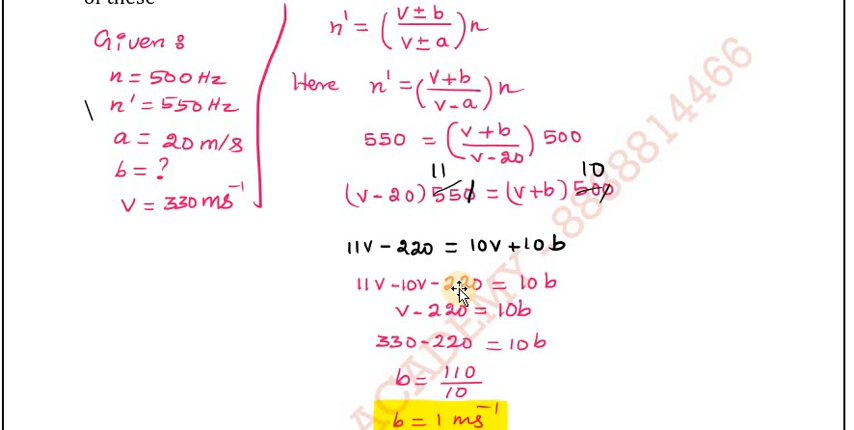 of these
Given :
n = 500 Hz
\ n' = 550 Hz
a = 20 m/s
b = ?
V = 330 ms⁻¹
n' = (V ± b / V ± a) n
Here n' = (V + b / V - a) n
550 = (V + b / V - 20) 500
11 10
(V - 20) 550 = (V + b) 500
11V - 220 = 10V + 10b
11V - 10V - 220 = 10b
V - 220 = 10b
330 - 220 = 10b
b = 110 / 10
b = 1 ms⁻¹
ACADEMY - 8888814466